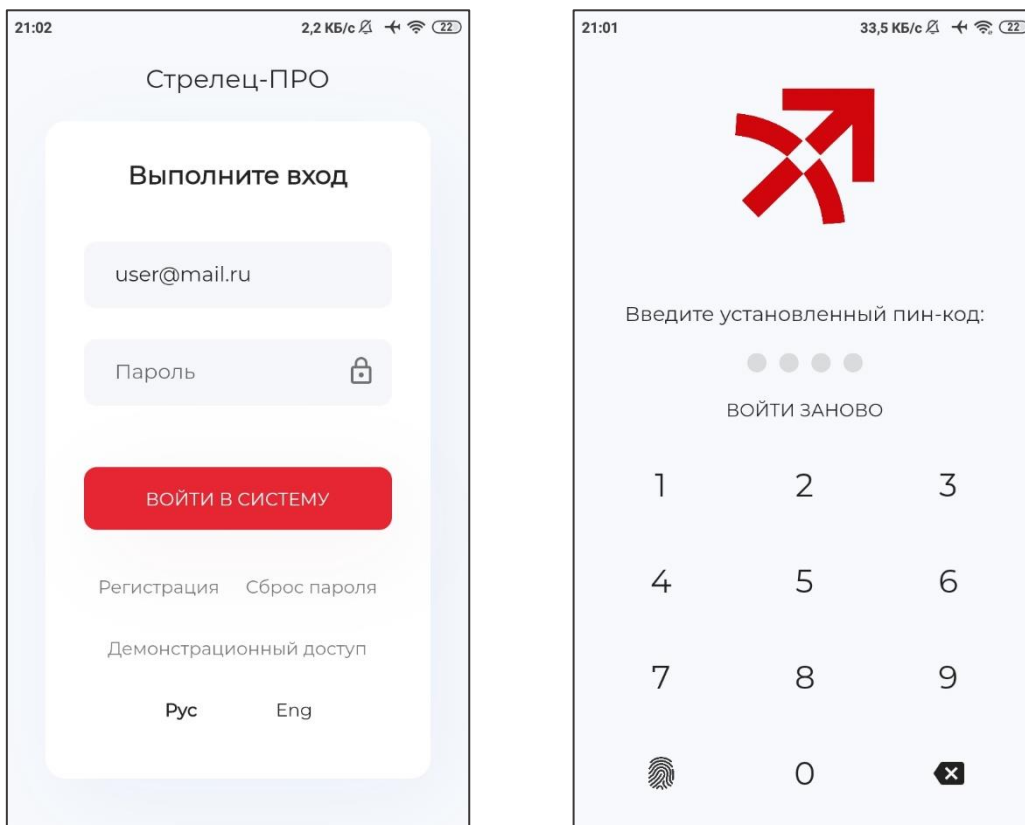 21:02 2,2 КБ/с 22
Стрелец-ПРО
Выполните вход
user@mail.ru
Пароль
ВОЙТИ В СИСТЕМУ
Регистрация Сброс пароля
Демонстрационный доступ
Рус Eng
21:01 33,5 КБ/с 22
Введите установленный пин-код:
ВОЙТИ ЗАНОВО
1 2 3
4 5 6
7 8 9
0